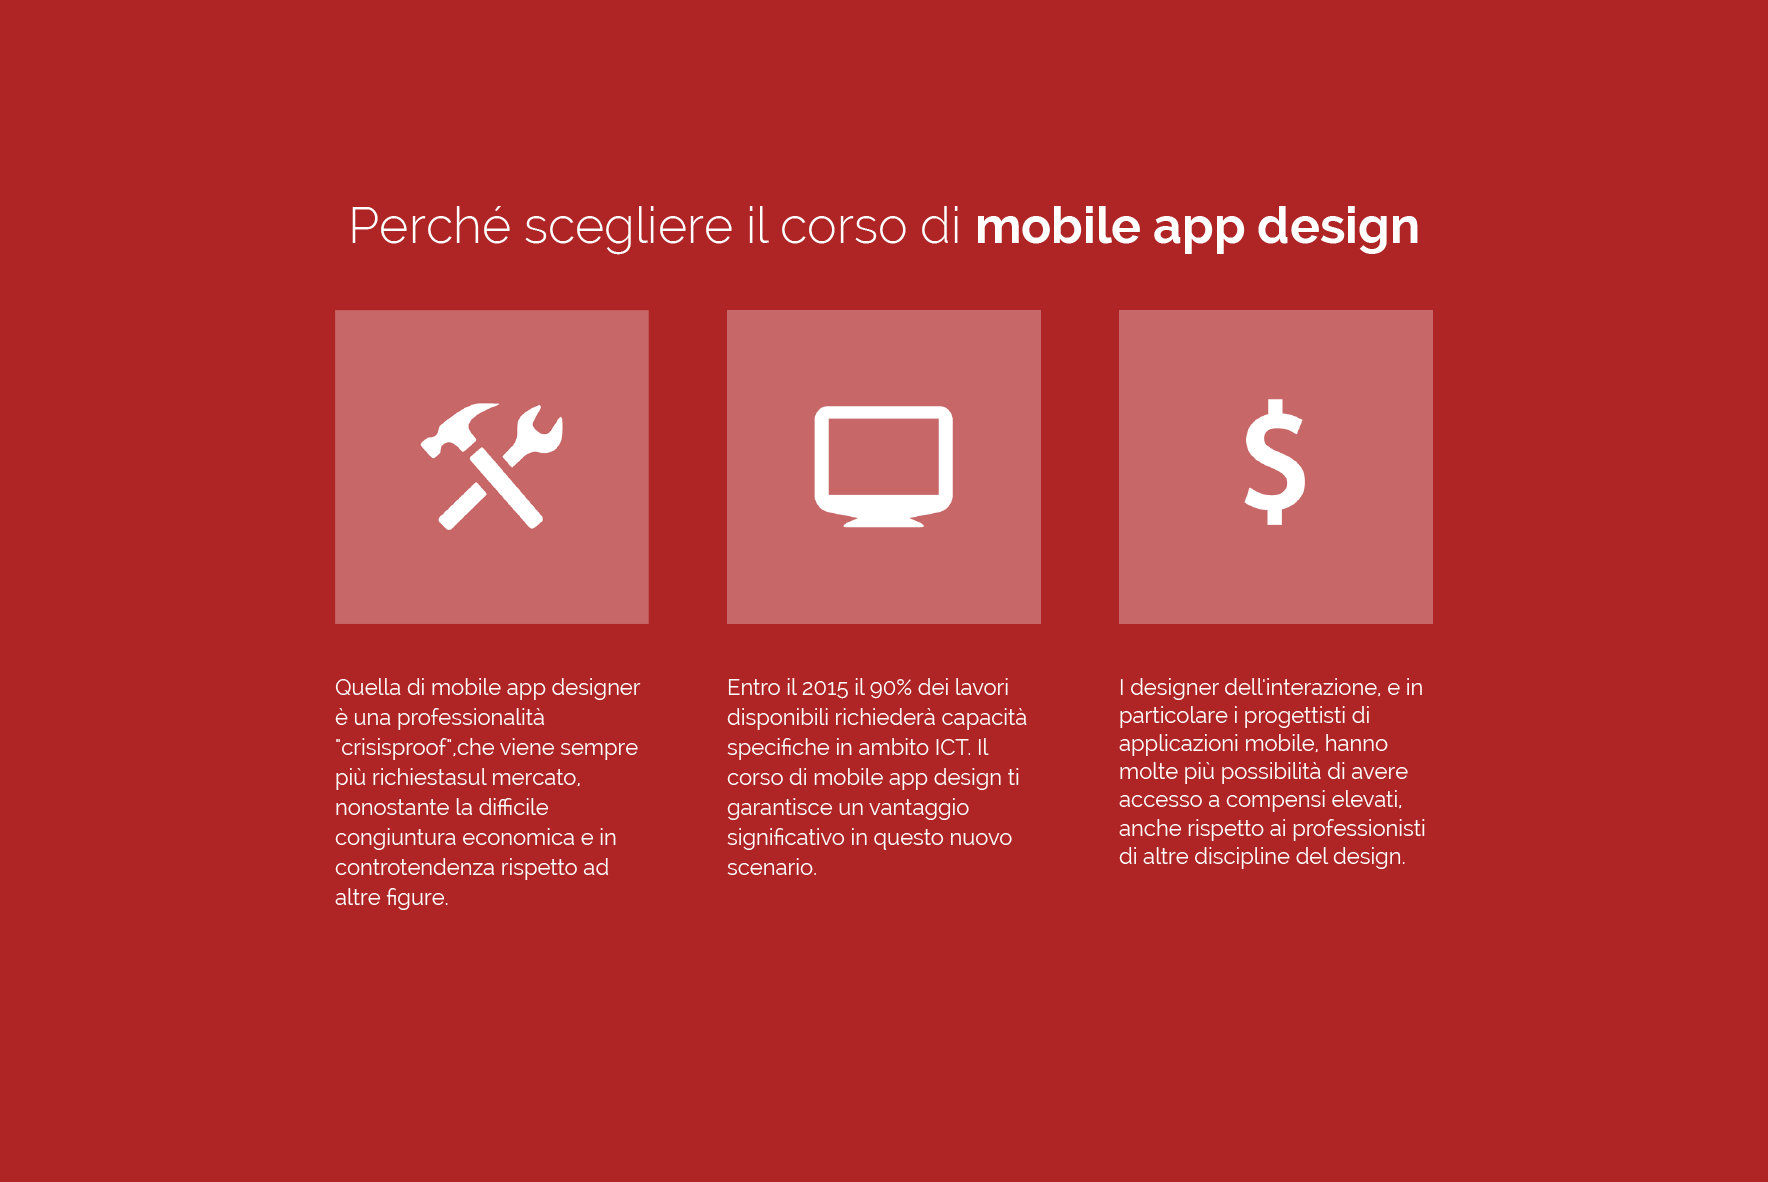 Perché scegliere il corso di mobile app design
Quella di mobile app designer
è una professionalità
"crisisproof",che viene sempre
più richiestasul mercato,
nonostante la difficile
congiuntura economica e in
controtendenza rispetto ad
altre figure.
Entro il 2015 il 90% dei lavori
disponibili richiederà capacità
specifiche in ambito ICT. Il
corso di mobile app design ti
garantisce un vantaggio
significativo in questo nuovo
scenario.
I designer dell'interazione, e in
particolare i progettisti di
applicazioni mobile, hanno
molte più possibilità di avere
accesso a compensi elevati,
anche rispetto ai professionisti
di altre discipline del design.